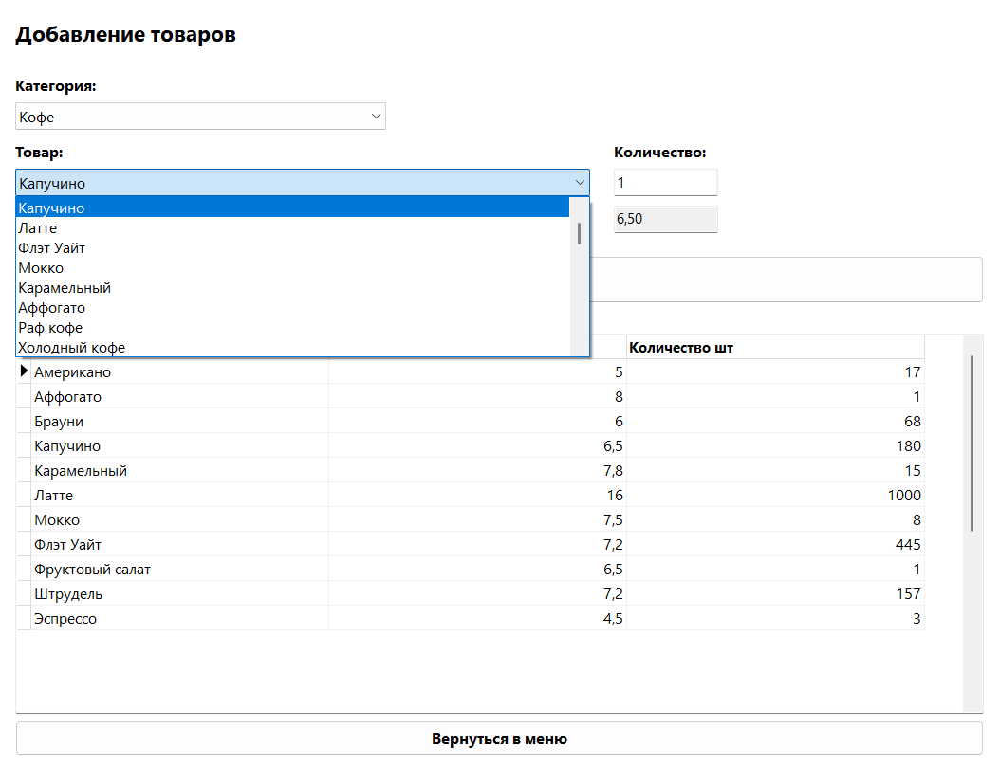 Добавление товаров
Категория:
Кофе
Товар: Количество:
Капучино 1
Капучино 6,50
Латте
Флэт Уайт
Мокко
Карамельный
Аффогато
Раф кофе
Холодный кофе Количество шт
Американо 5 17
Аффогато 8 1
Брауни 6 68
Капучино 6,5 180
Карамельный 7,8 15
Латте 16 1000
Мокко 7,5 8
Флэт Уайт 7,2 445
Фруктовый салат 6,5 1
Штрудель 7,2 157
Эспрессо 4,5 3
Вернуться в меню